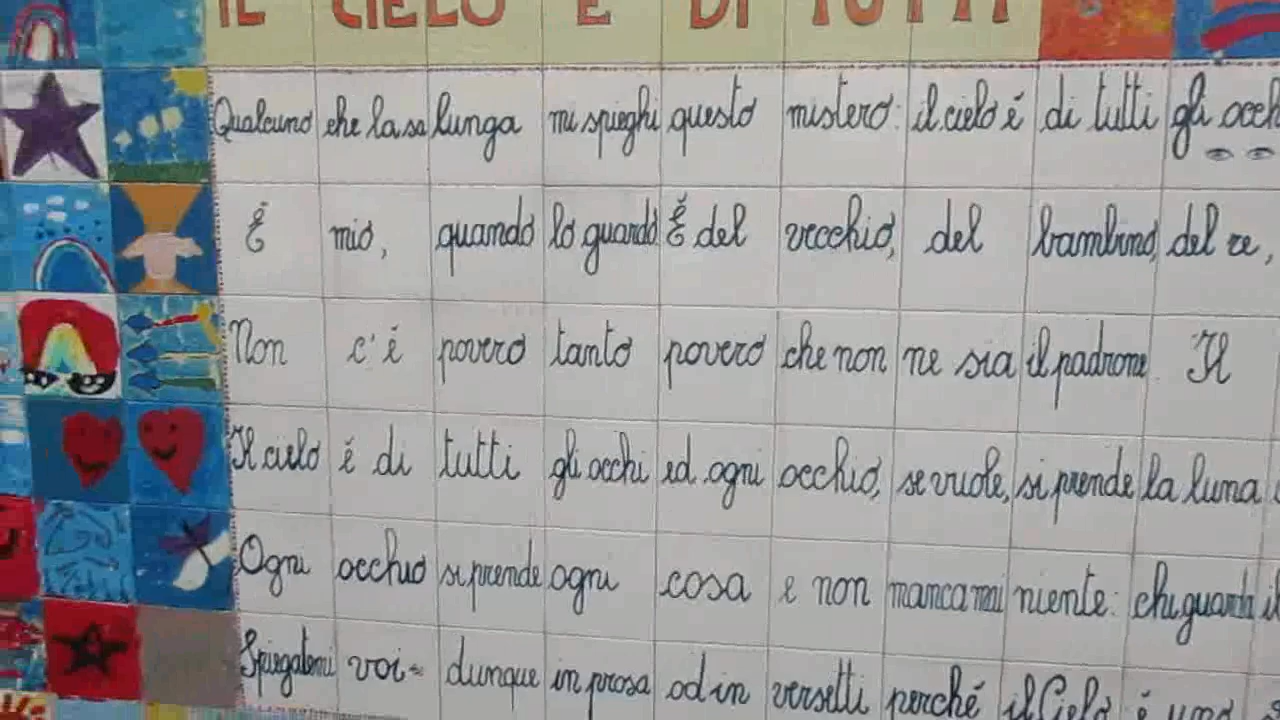 IL CIELO È DI TUTTI
Qualcuno che la sa lunga mi spieghi questo mistero: il cielo é di tutti gli occh
É mio, quando lo guardo É del vecchio, del bambino, del re,
Non c'é povero tanto povero che non ne sia il padrone. Il
Il cielo é di tutti gli occhi ed ogni occhio, se vuole, si prende la luna
Ogni occhio si prende ogni cosa e non manca mai niente: chi guarda il
Spiegatemi voi dunque in prosa od in versetti perché il Cielo é uno